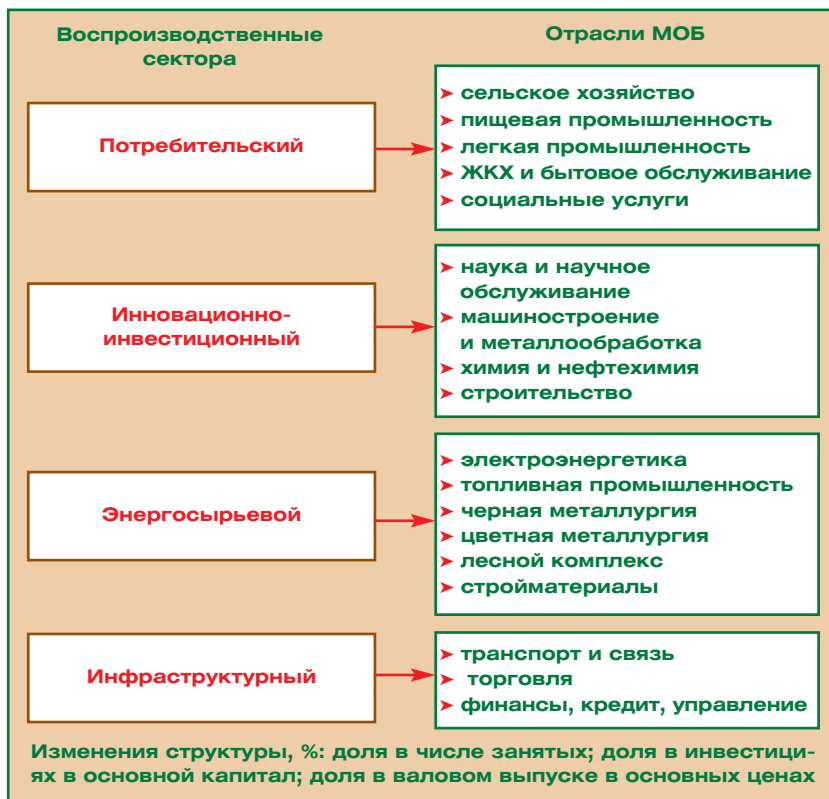 Воспроизводственные
сектора
Отрасли МОБ
Потребительский
➤ сельское хозяйство
➤ пищевая промышленность
➤ легкая промышленность
➤ ЖКХ и бытовое обслуживание
➤ социальные услуги
Инновационно-
инвестиционный
➤ наука и научное
обслуживание
➤ машиностроение
и металлообработка
➤ химия и нефтехимия
➤ строительство
Энергосырьевой
➤ электроэнергетика
➤ топливная промышленность
➤ черная металлургия
➤ цветная металлургия
➤ лесной комплекс
➤ стройматериалы
Инфраструктурный
➤ транспорт и связь
➤ торговля
➤ финансы, кредит, управление
Изменения структуры, %: доля в числе занятых; доля в инвестици-
ях в основной капитал; доля в валовом выпуске в основных ценах